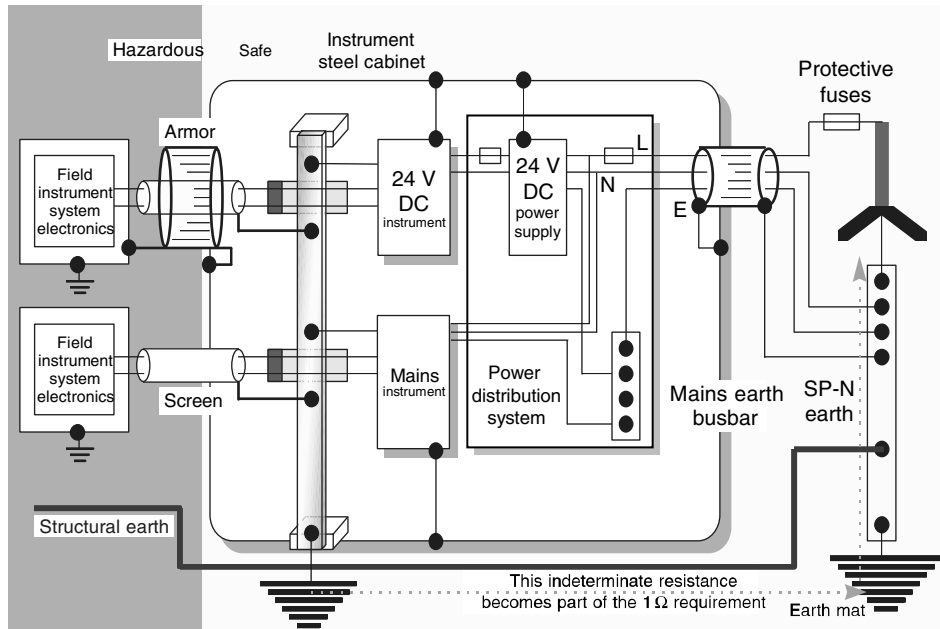 Hazardous
Safe
Instrument
steel cabinet
Protective
fuses
Armor
Field
instrument
system
electronics
24 V
DC
instrument
24 V
DC
power
supply
L
N
E
Field
instrument
system
electronics
Screen
Mains
instrument
Power
distribution
system
Mains earth
busbar
SP-N
earth
Structural earth
This indeterminate resistance
becomes part of the 1 Ω requirement
Earth mat